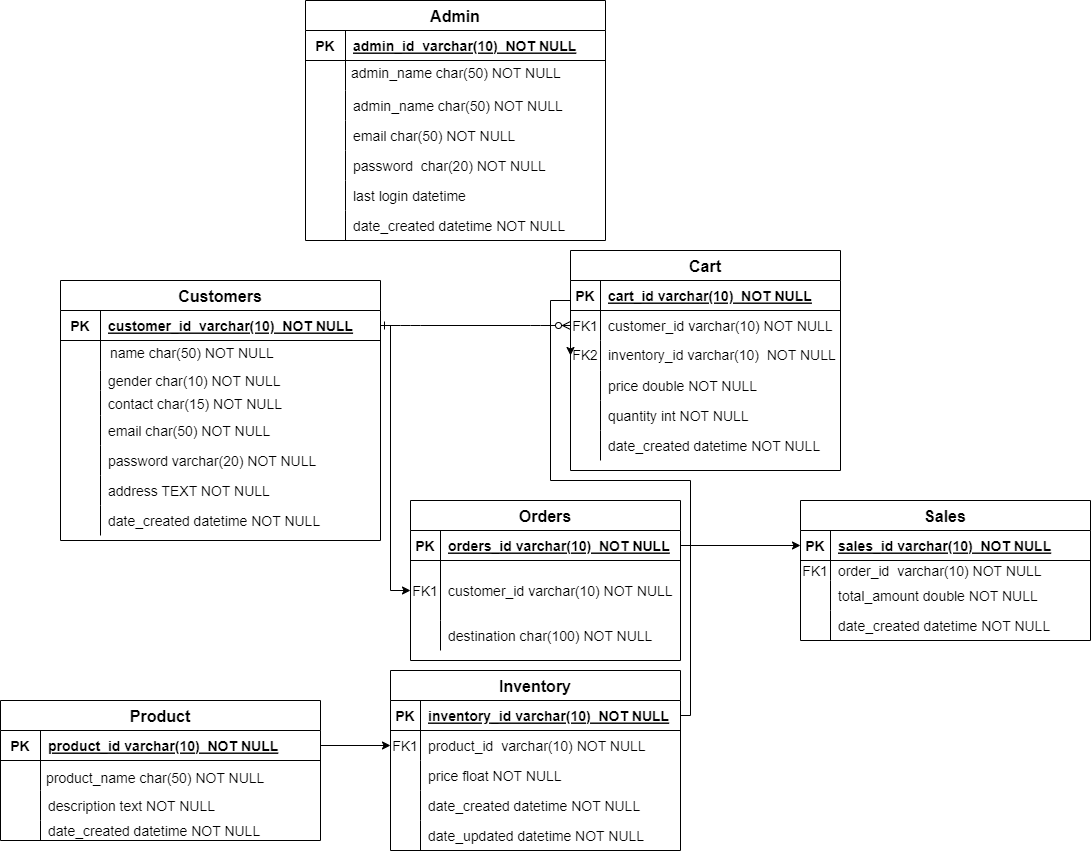 Admin
PK admin_id varchar(10) NOT NULL
admin_name char(50) NOT NULL
admin_name char(50) NOT NULL
email char(50) NOT NULL
password char(20) NOT NULL
last login datetime
date_created datetime NOT NULL
Customers
PK customer_id varchar(10) NOT NULL
name char(50) NOT NULL
gender char(10) NOT NULL
contact char(15) NOT NULL
email char(50) NOT NULL
password varchar(20) NOT NULL
address TEXT NOT NULL
date_created datetime NOT NULL
Cart
PK cart_id varchar(10) NOT NULL
FK1 customer_id varchar(10) NOT NULL
FK2 inventory_id varchar(10) NOT NULL
price double NOT NULL
quantity int NOT NULL
date_created datetime NOT NULL
Orders
PK orders_id varchar(10) NOT NULL
FK1 customer_id varchar(10) NOT NULL
destination char(100) NOT NULL
Sales
PK sales_id varchar(10) NOT NULL
FK1 order_id varchar(10) NOT NULL
total_amount double NOT NULL
date_created datetime NOT NULL
Product
PK product_id varchar(10) NOT NULL
product_name char(50) NOT NULL
description text NOT NULL
date_created datetime NOT NULL
Inventory
PK inventory_id varchar(10) NOT NULL
FK1 product_id varchar(10) NOT NULL
price float NOT NULL
date_created datetime NOT NULL
date_updated datetime NOT NULL